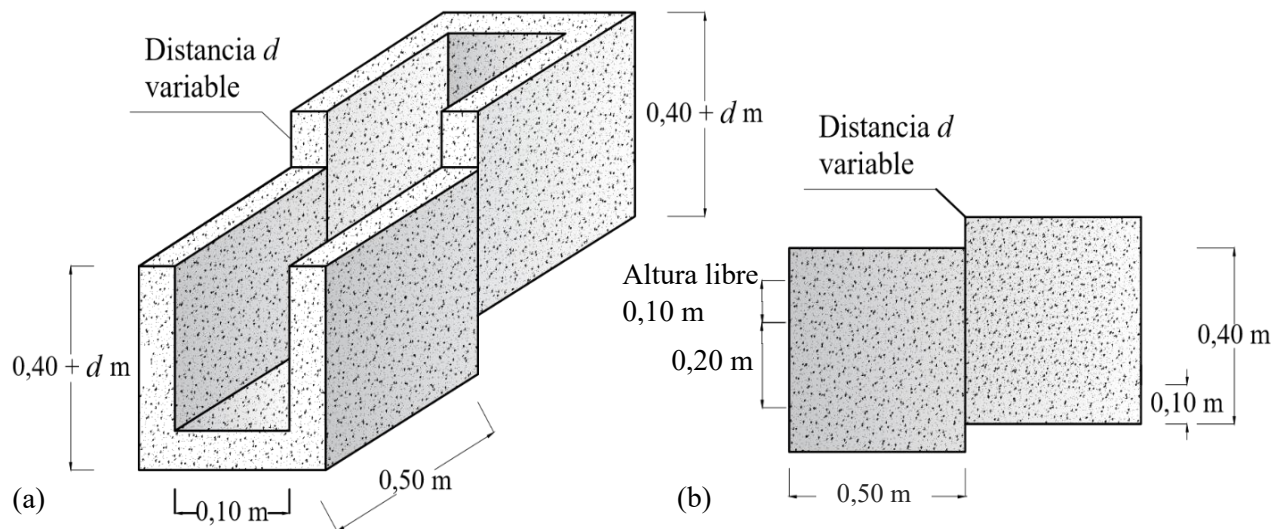 Distancia d
variable
0,40 + d m
0,40 + d m
0,50 m
0,10 m
(a)
Distancia d
variable
Altura libre
0,10 m
0,20 m
0,40 m
0,10 m
0,50 m
(b)